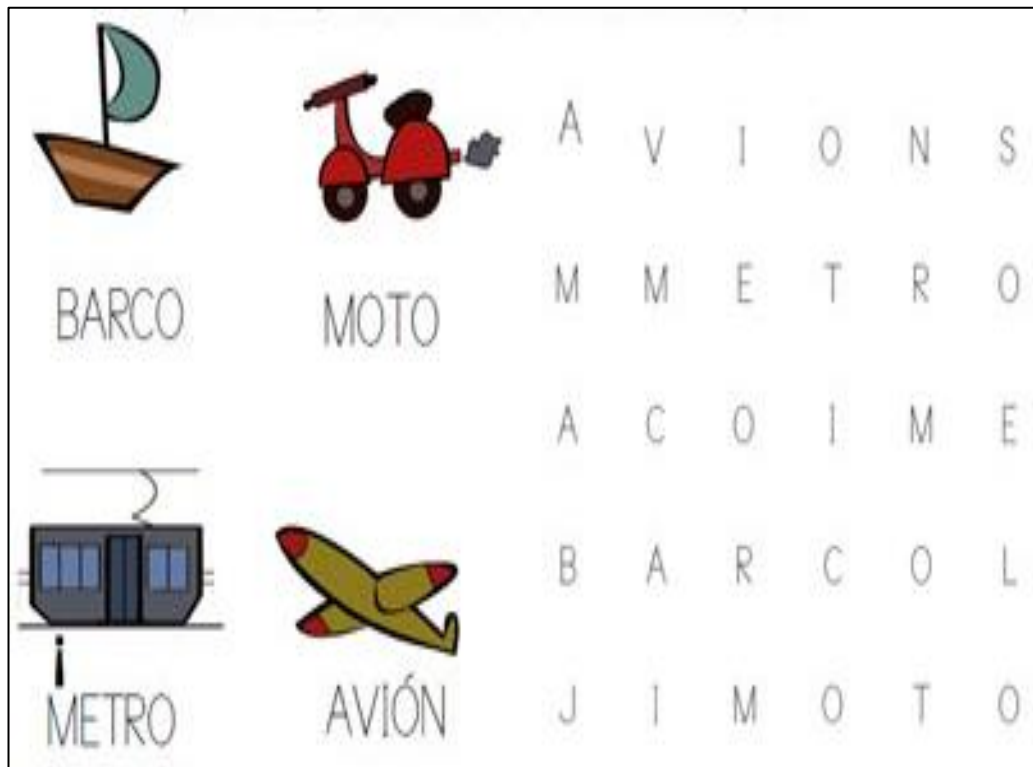 BARCO MOTO
¡
METRO AVIÓN
A V I O N S
M M E T R O
A C O I M E
B A R C O L
J I M O T O